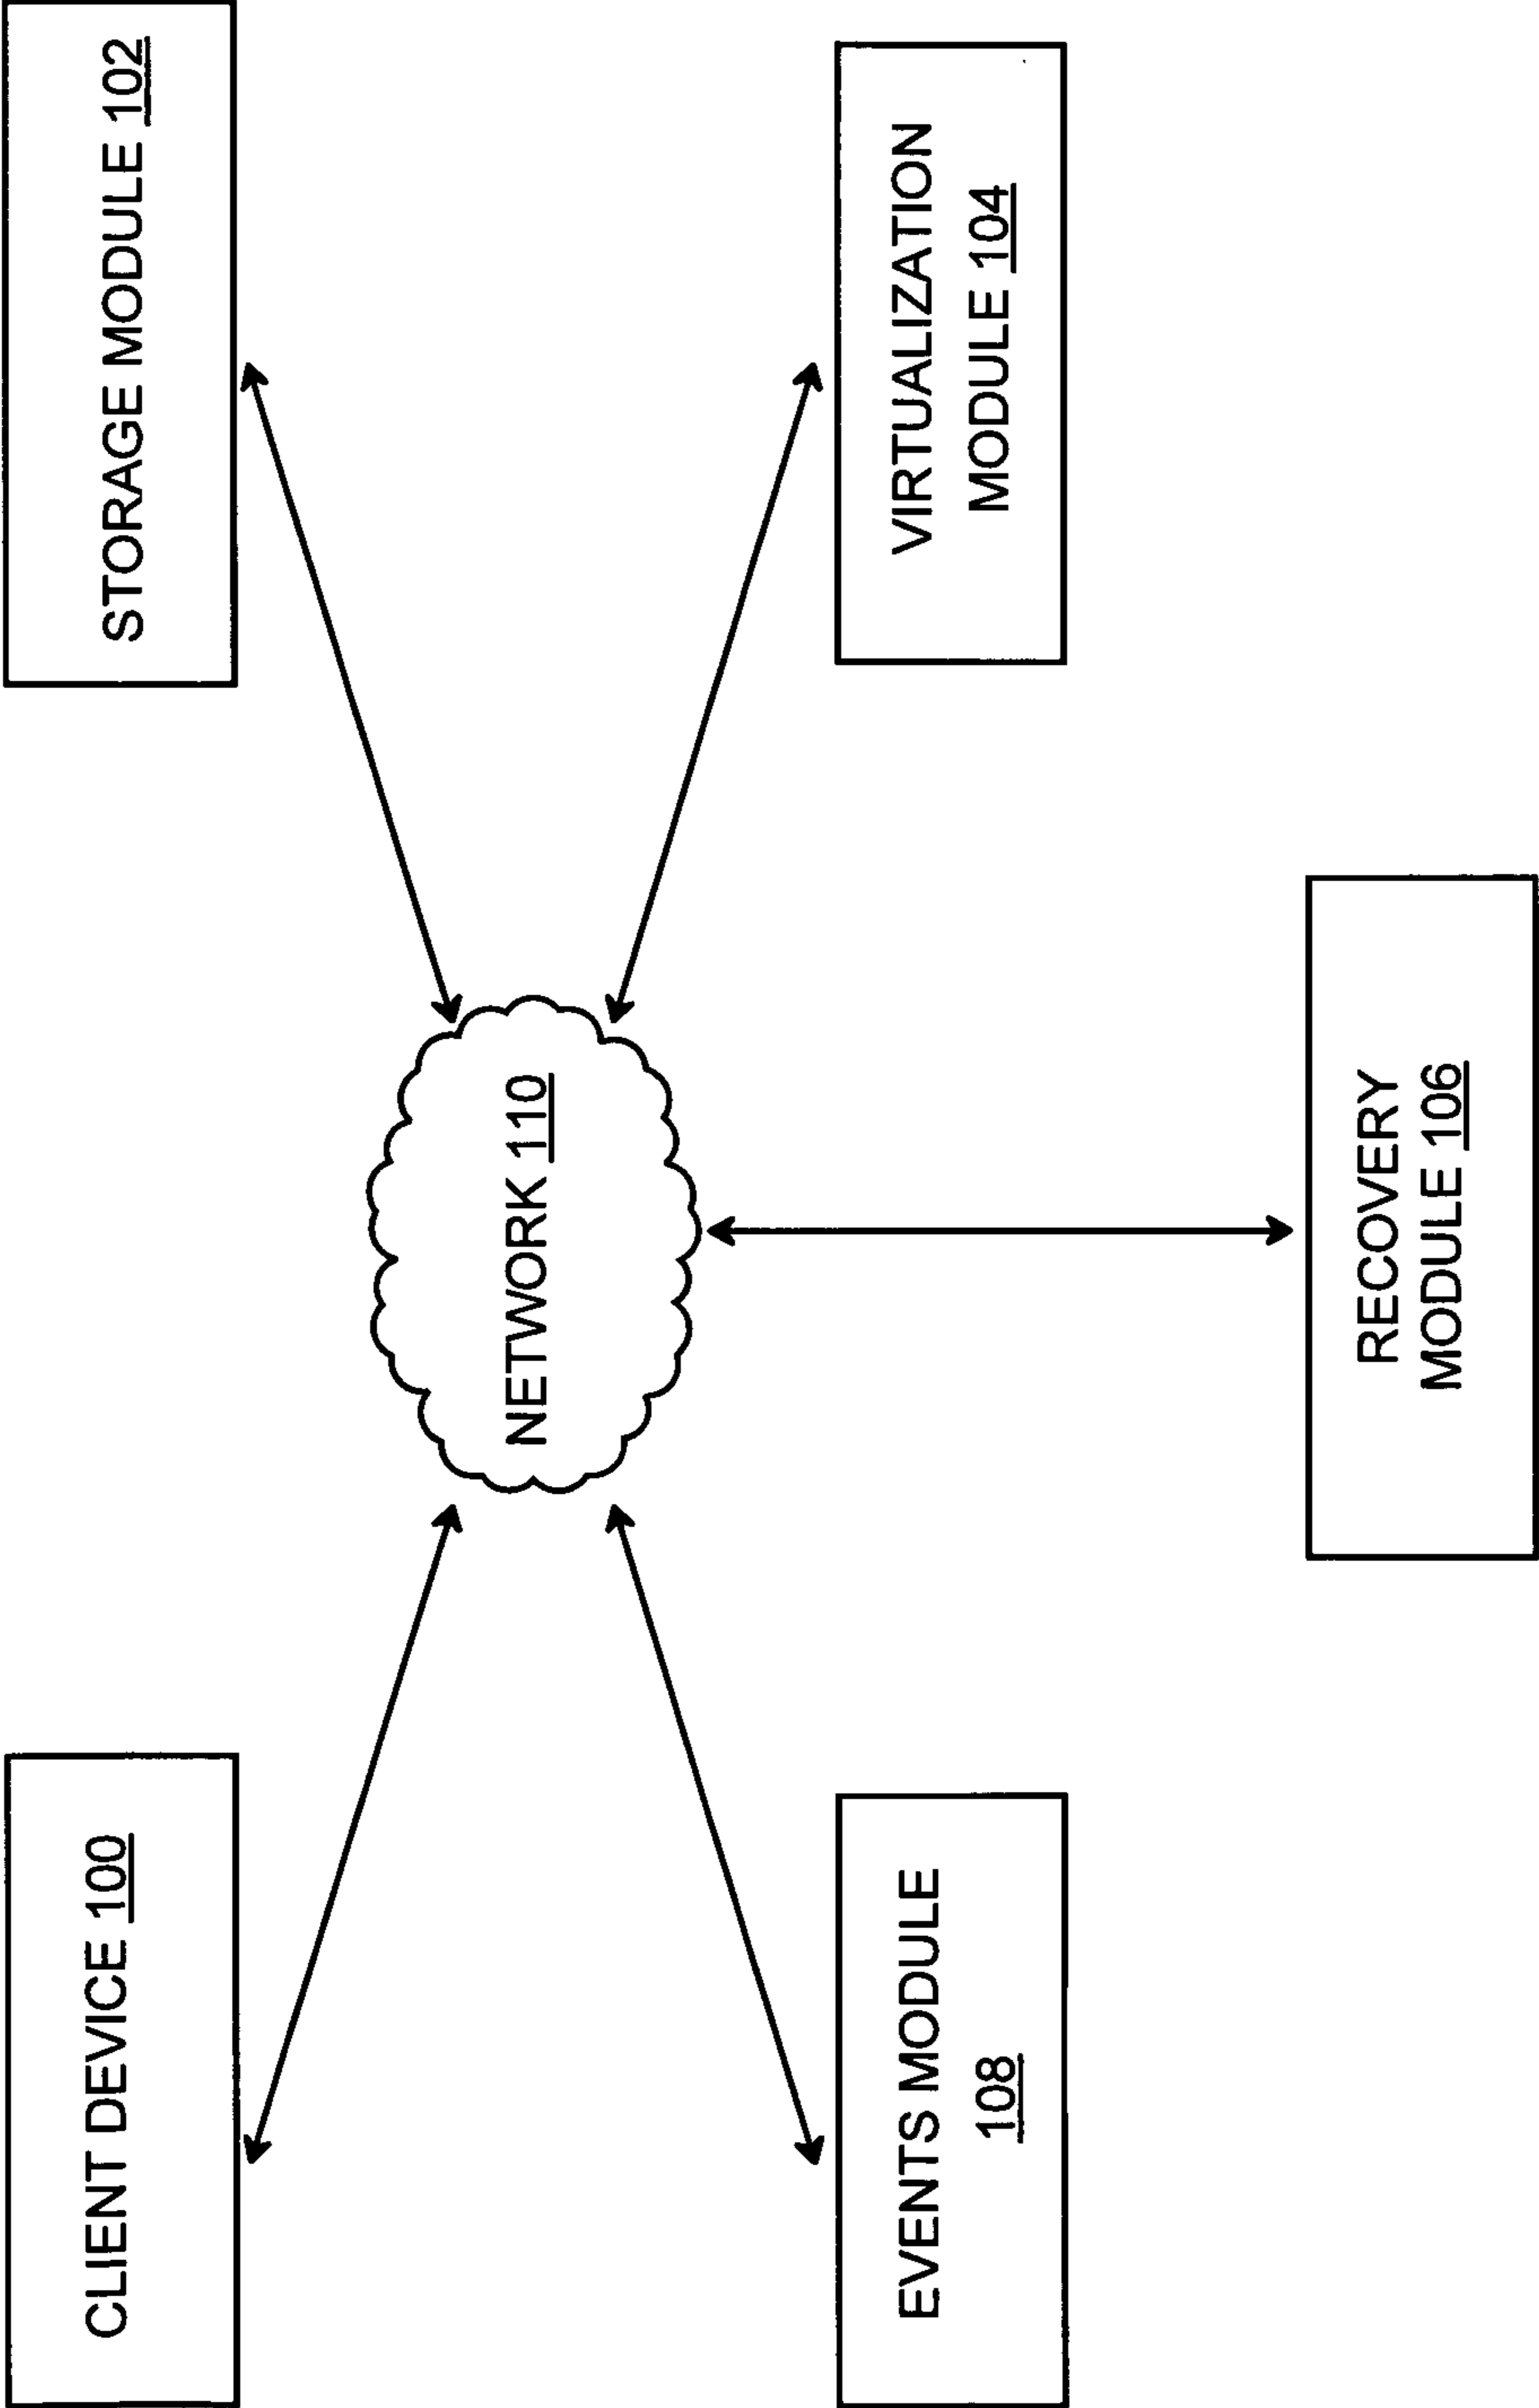 CLIENT DEVICE 100
STORAGE MODULE 102
NETWORK 110
EVENTS MODULE
108
VIRTUALIZATION
MODULE 104
RECOVERY
MODULE 106